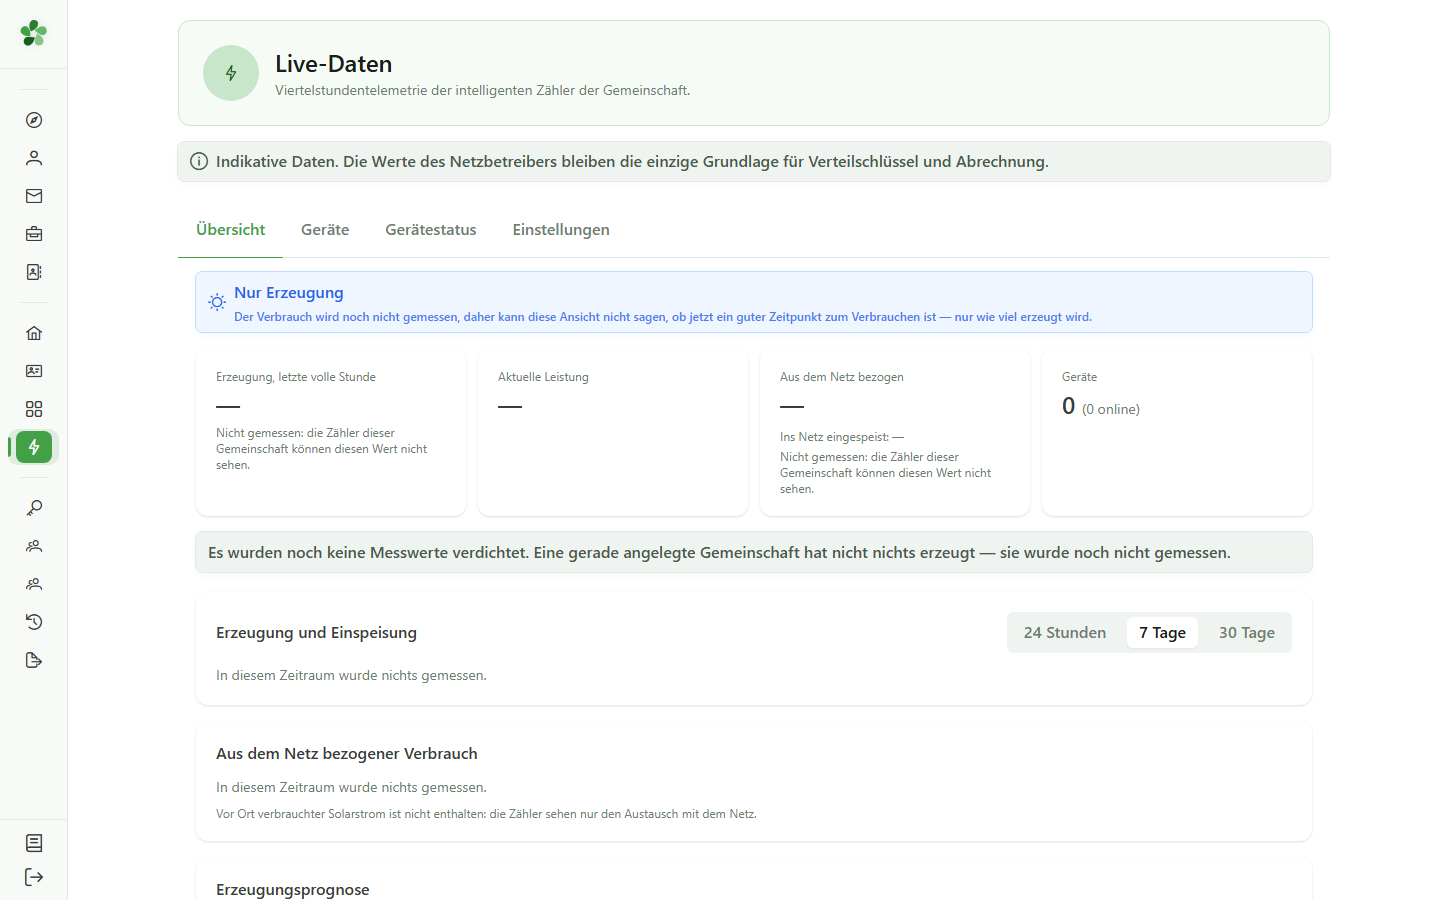 Live-Daten
Viertelstundentelemetrie der intelligenten Zähler der Gemeinschaft.
Indikative Daten. Die Werte des Netzbetreibers bleiben die einzige Grundlage für Verteilschlüssel und Abrechnung.
Übersicht
Geräte
Gerätestatus
Einstellungen
Nur Erzeugung
Der Verbrauch wird noch nicht gemessen, daher kann diese Ansicht nicht sagen, ob jetzt ein guter Zeitpunkt zum Verbrauchen ist — nur wie viel erzeugt wird.
Erzeugung, letzte volle Stunde
—
Nicht gemessen: die Zähler dieser
Gemeinschaft können diesen Wert nicht
sehen.
Aktuelle Leistung
—
Aus dem Netz bezogen
—
Ins Netz eingespeist: —
Nicht gemessen: die Zähler dieser
Gemeinschaft können diesen Wert nicht
sehen.
Geräte
0 (0 online)
Es wurden noch keine Messwerte verdichtet. Eine gerade angelegte Gemeinschaft hat nicht nichts erzeugt — sie wurde noch nicht gemessen.
Erzeugung und Einspeisung
24 Stunden
7 Tage
30 Tage
In diesem Zeitraum wurde nichts gemessen.
Aus dem Netz bezogener Verbrauch
In diesem Zeitraum wurde nichts gemessen.
Vor Ort verbrauchter Solarstrom ist nicht enthalten: die Zähler sehen nur den Austausch mit dem Netz.
Erzeugungsprognose